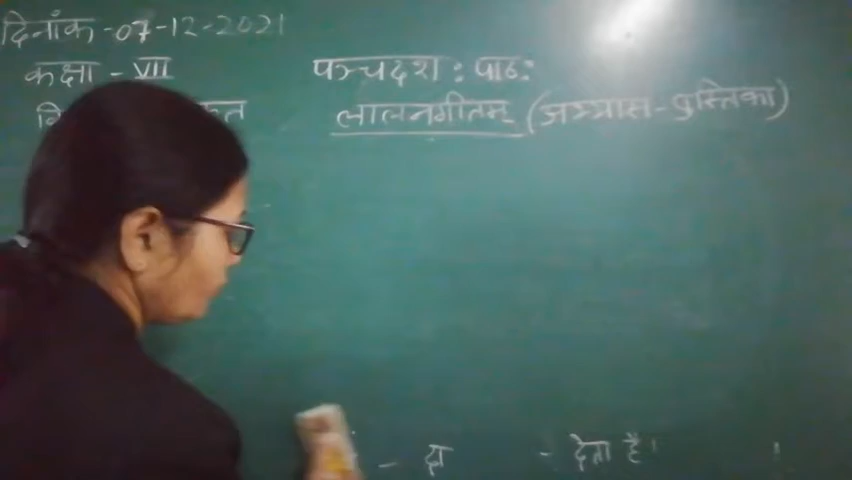 दिनांक - 07-12-2021
कक्षा - VII
पञ्चदशः पाठः
लालनगीतम् (अभ्यास - पुस्तिका)
- दा - देता है।